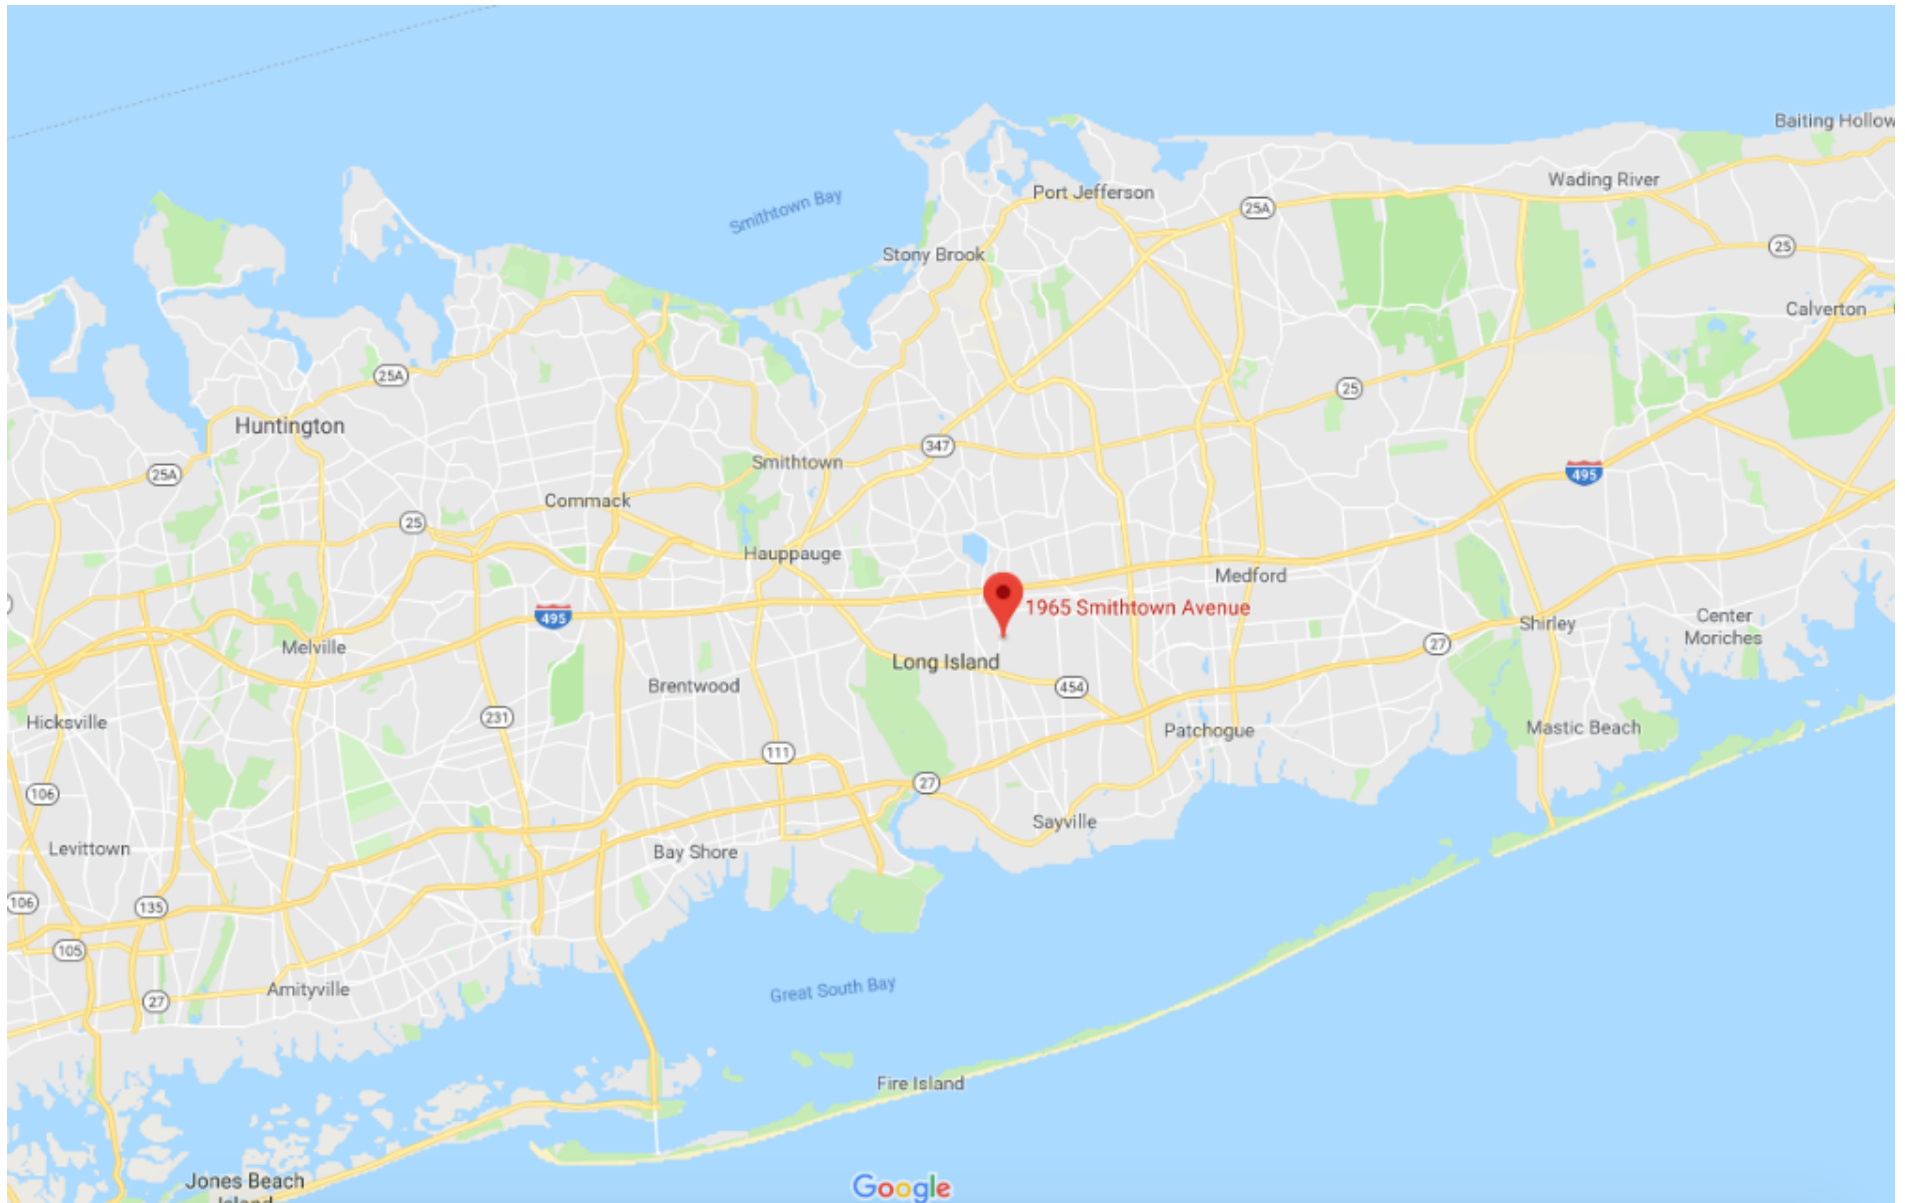 Baiting Hollow
Wading River
Port Jefferson
Smithtown Bay
25A
Stony Brook
25
Calverton
25A
25
Huntington
347
Smithtown
25A
495
Commack
25
Hauppauge
Medford
495
1965 Smithtown Avenue
Center
Moriches
Shirley
27
Melville
Long Island
Brentwood
454
231
Hicksville
Patchogue
Mastic Beach
111
27
106
Sayville
Levittown
Bay Shore
106
135
105
Great South Bay
Amityville
27
Fire Island
Jones Beach
Island
Google